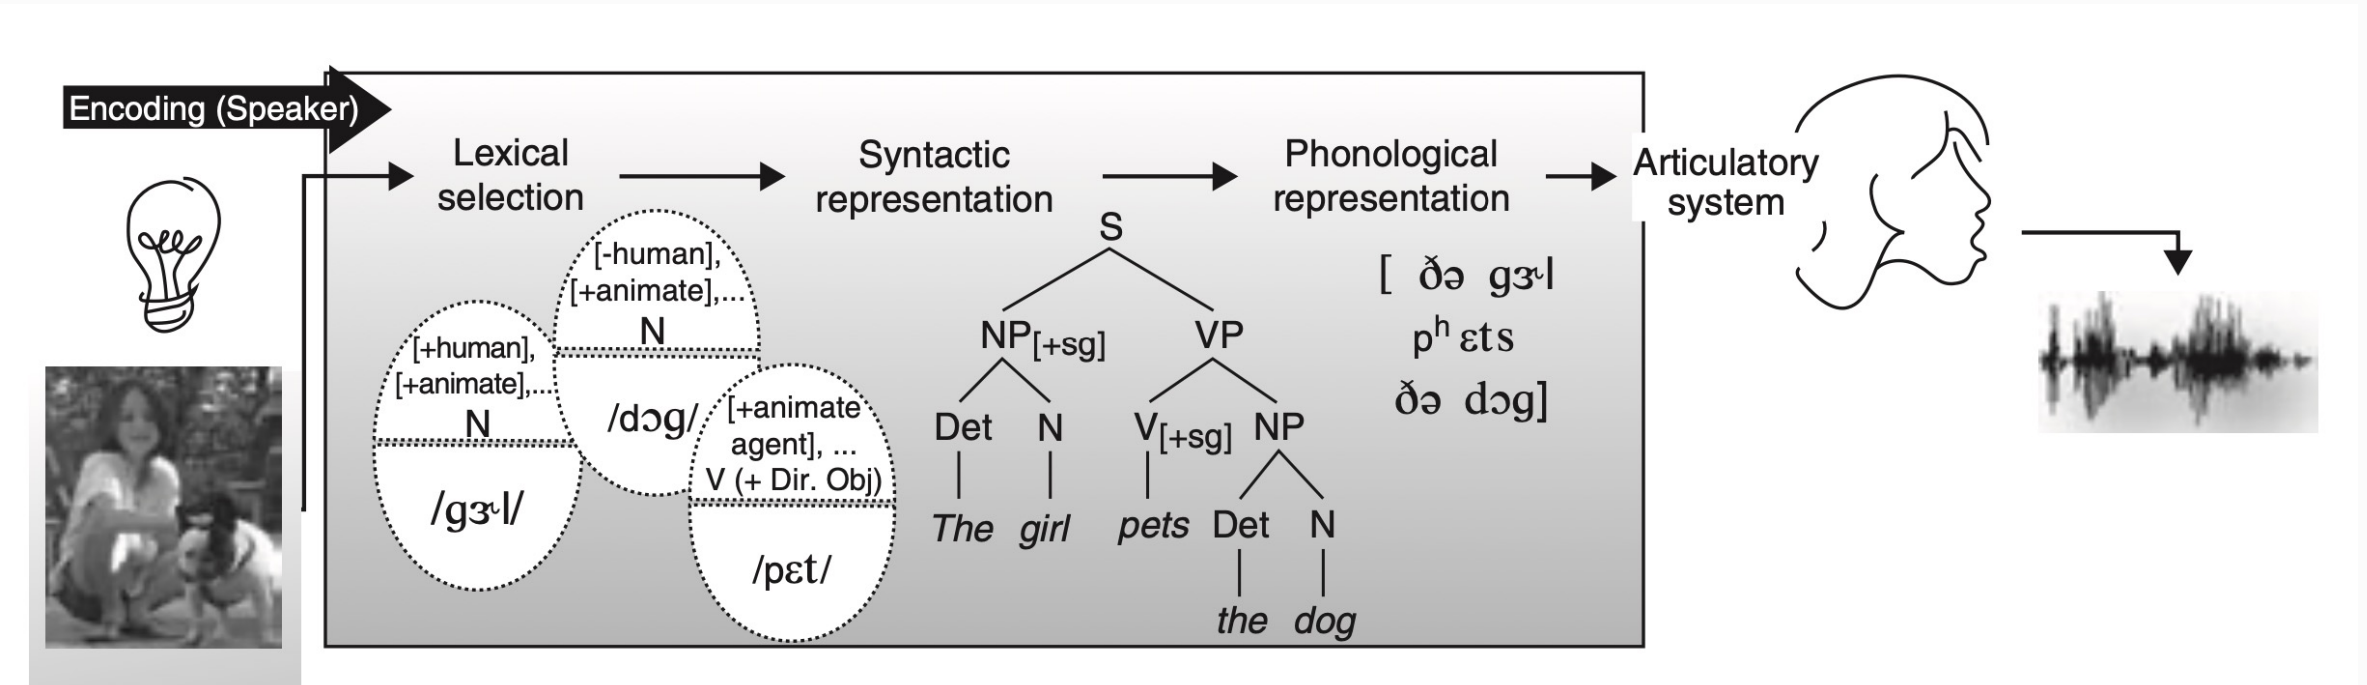 Encoding (Speaker)
Lexical
selection
Syntactic
representation
Phonological
representation
Articulatory
system
[+human],
[+animate],...
N
/gɝl/
[-human],
[+animate],...
N
/dɔg/
[+animate
agent], ...
V (+ Dir. Obj)
/pɛt/
S
NP[+sg] VP
Det N V[+sg] NP
The girl pets Det N
the dog
[ ðə gɝl
pʰ ɛts
ðə dɔg]